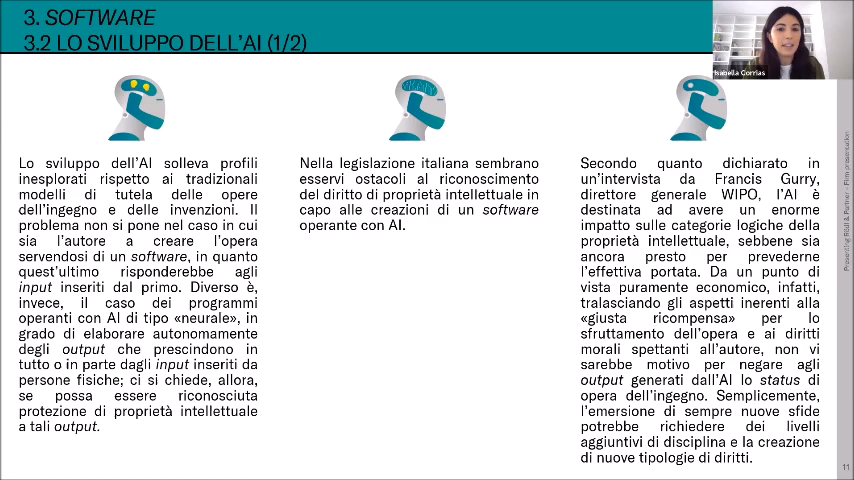 3. SOFTWARE
3.2 LO SVILUPPO DELL'AI (1/2)
Isabella Corrias
Lo sviluppo dell'AI solleva profili
inesplorati rispetto ai tradizionali
modelli di tutela delle opere
dell'ingegno e delle invenzioni. Il
problema non si pone nel caso in cui
sia l'autore a creare l'opera
servendosi di un software, in quanto
quest'ultimo risponderebbe agli
input inseriti dal primo. Diverso è,
invece, il caso dei programmi
operanti con AI di tipo «neurale», in
grado di elaborare autonomamente
degli output che prescindono in
tutto o in parte dagli input inseriti da
persone fisiche; ci si chiede, allora,
se possa essere riconosciuta
protezione di proprietà intellettuale
a tali output.
Nella legislazione italiana sembrano
esservi ostacoli al riconoscimento
del diritto di proprietà intellettuale in
capo alle creazioni di un software
operante con AI.
Secondo quanto dichiarato in
un'intervista da Francis Gurry,
direttore generale WIPO, l'AI è
destinata ad avere un enorme
impatto sulle categorie logiche della
proprietà intellettuale, sebbene sia
ancora presto per prevederne
l'effettiva portata. Da un punto di
vista puramente economico, infatti,
tralasciando gli aspetti inerenti alla
«giusta ricompensa» per lo
sfruttamento dell'opera e ai diritti
morali spettanti all'autore, non vi
sarebbe motivo per negare agli
output generati dall'AI lo status di
opera dell'ingegno. Semplicemente,
l'emersione di sempre nuove sfide
potrebbe richiedere dei livelli
aggiuntivi di disciplina e la creazione
di nuove tipologie di diritti.
Presenting Rödl & Partner - Firm presentation
11